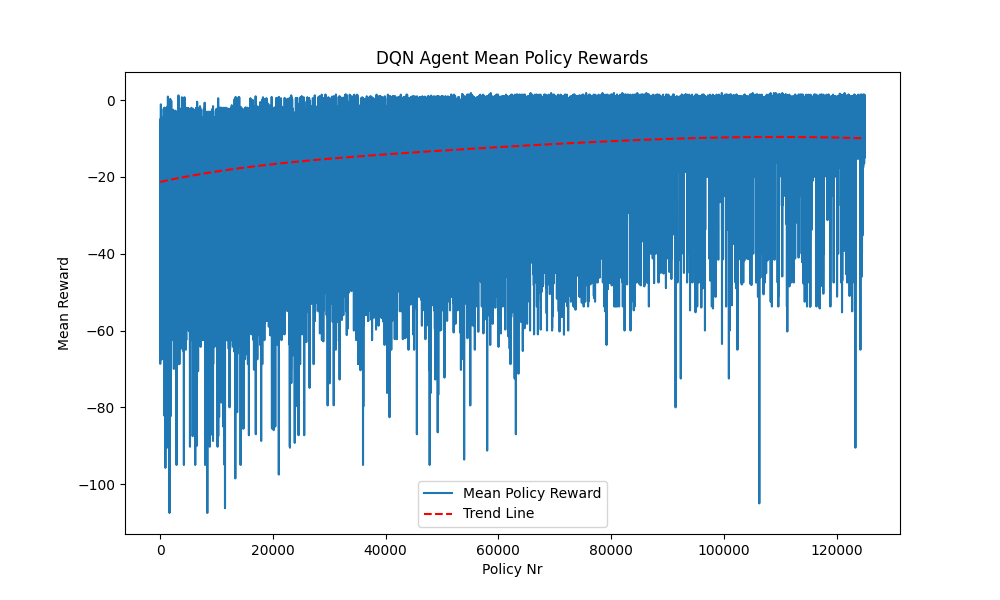 DQN Agent Mean Policy Rewards
0
−20
−40
−60
−80
−100
Mean Reward
Mean Policy Reward
Trend Line
0 20000 40000 60000 80000 100000 120000
Policy Nr